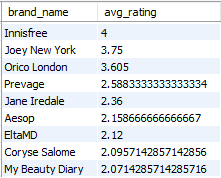 brand_name avg_rating
Innisfree 4
Joey New York 3.75
Orico London 3.605
Prevage 2.5883333333333334
Jane Iredale 2.36
Aesop 2.158666666666667
EltaMD 2.12
Coryse Salome 2.0957142857142856
My Beauty Diary 2.0714285714285716